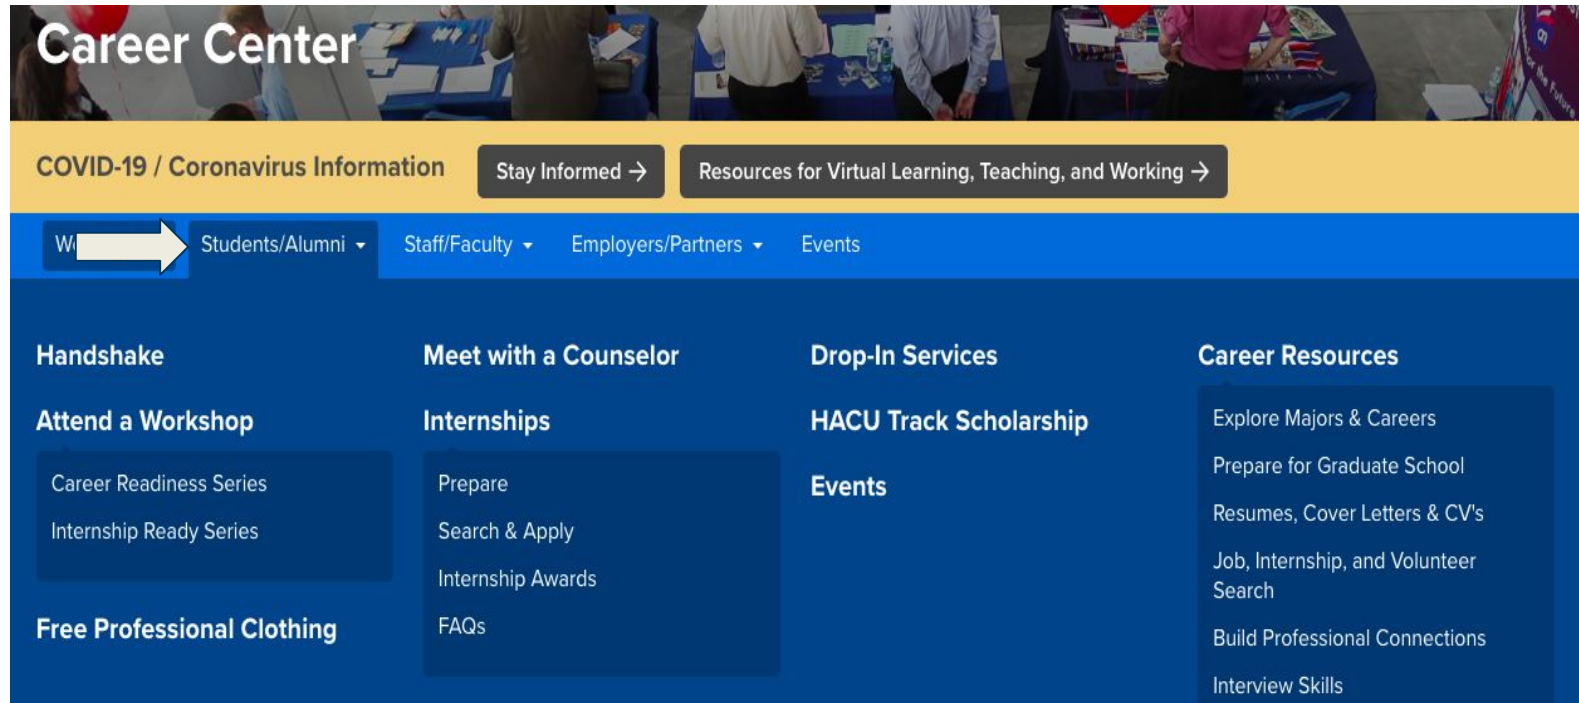 Career Center
for the Future
COVID-19 / Coronavirus Information
Stay Informed →
Resources for Virtual Learning, Teaching, and Working →
Students/Alumni
Staff/Faculty
Employers/Partners
Events
Handshake
Attend a Workshop
Career Readiness Series
Internship Ready Series
Free Professional Clothing
Meet with a Counselor
Internships
Prepare
Search & Apply
Internship Awards
FAQs
Drop-In Services
HACU Track Scholarship
Events
Career Resources
Explore Majors & Careers
Prepare for Graduate School
Resumes, Cover Letters & CV's
Job, Internship, and Volunteer
Search
Build Professional Connections
Interview Skills